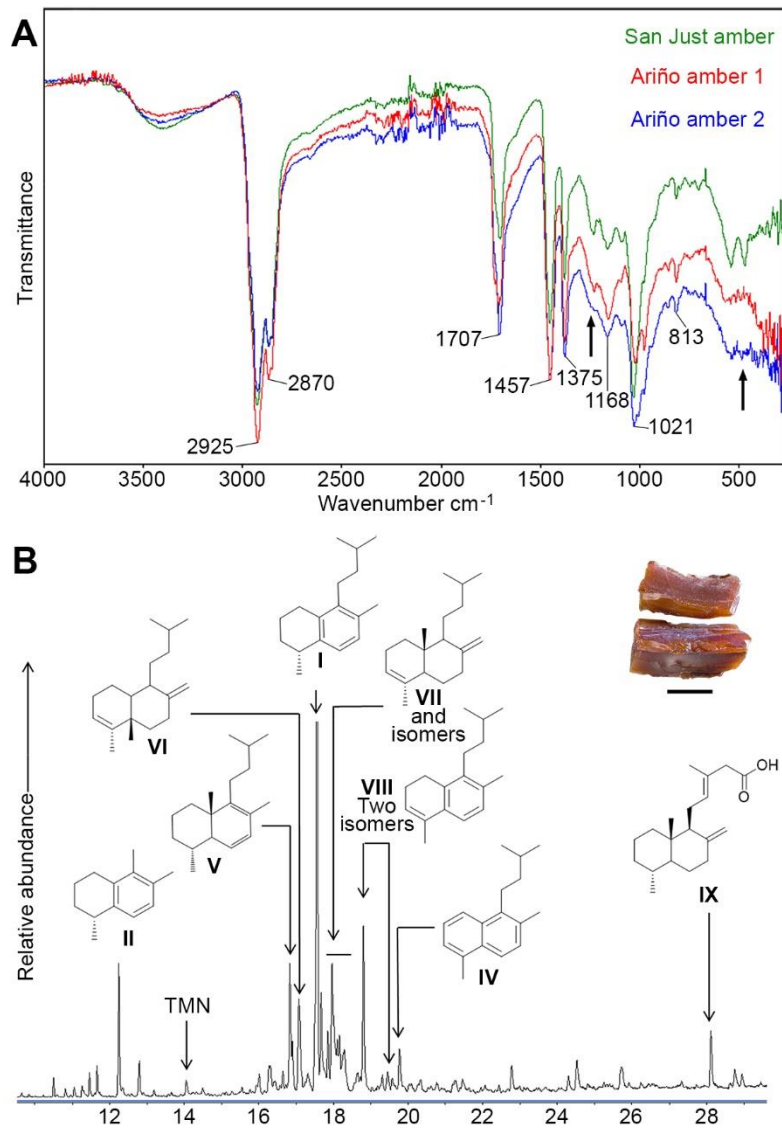 A
San Just amber
Ariño amber 1
Ariño amber 2
Transmittance
2925
2870
1707
1457
1375
1168
1021
813
4000 3500 3000 2500 2000 1500 1000 500
Wavenumber cm-1
B
I
VI
VII
and isomers
V
VIII
Two
isomers
OH
O
IX
II
IV
TMN
Relative abundance
12 14 16 18 20 22 24 26 28